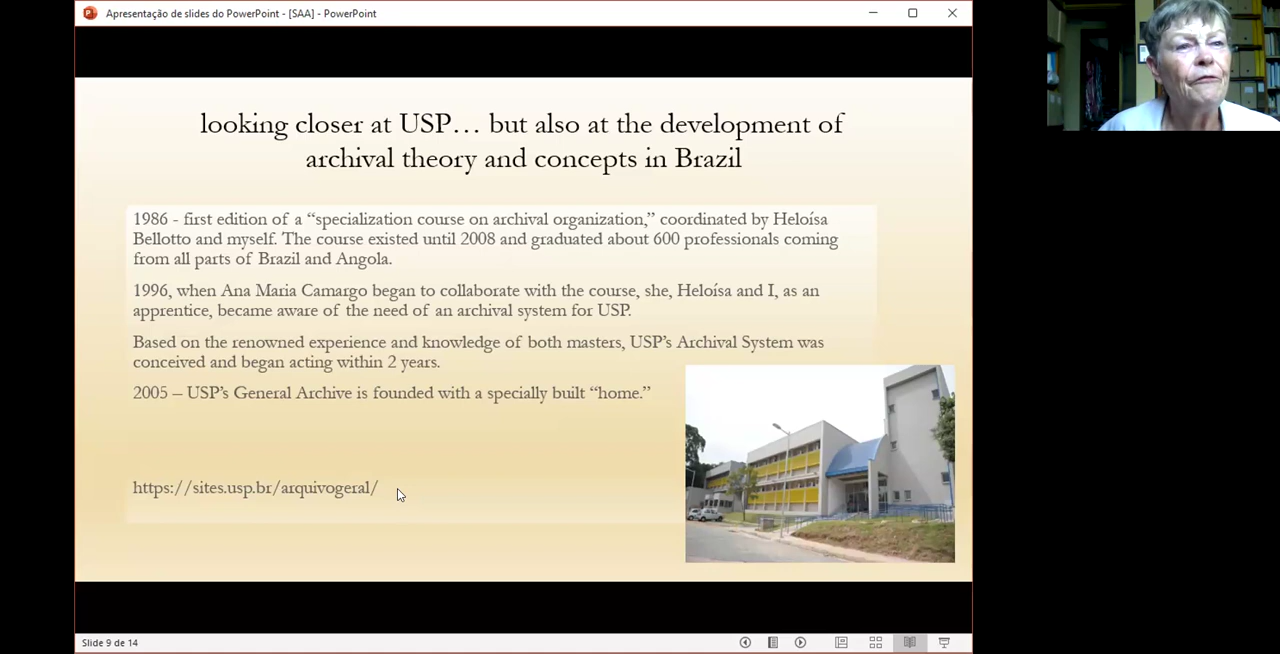 Apresentação de slides do PowerPoint - [SAA] - PowerPoint
looking closer at USP… but also at the development of
archival theory and concepts in Brazil
1986 - first edition of a “specialization course on archival organization,” coordinated by Heloísa
Bellotto and myself. The course existed until 2008 and graduated about 600 professionals coming
from all parts of Brazil and Angola.
1996, when Ana Maria Camargo began to collaborate with the course, she, Heloísa and I, as an
apprentice, became aware of the need of an archival system for USP.
Based on the renowned experience and knowledge of both masters, USP’s Archival System was
conceived and began acting within 2 years.
2005 – USP’s General Archive is founded with a specially built “home.”
https://sites.usp.br/arquivogeral/
Slide 9 de 14